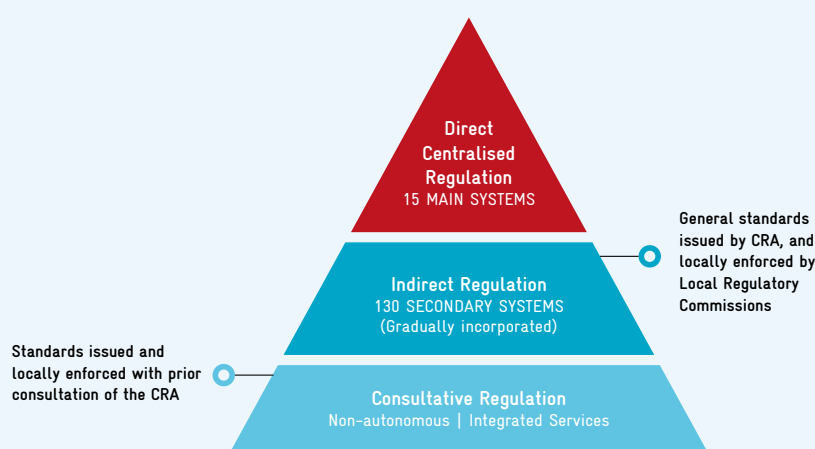 Direct
Centralised
Regulation
15 MAIN SYSTEMS
General standards
issued by CRA, and
locally enforced by
Local Regulatory
Commissions
Indirect Regulation
130 SECONDARY SYSTEMS
(Gradually incorporated)
Standards issued and
locally enforced with prior
consultation of the CRA
Consultative Regulation
Non-autonomous | Integrated Services